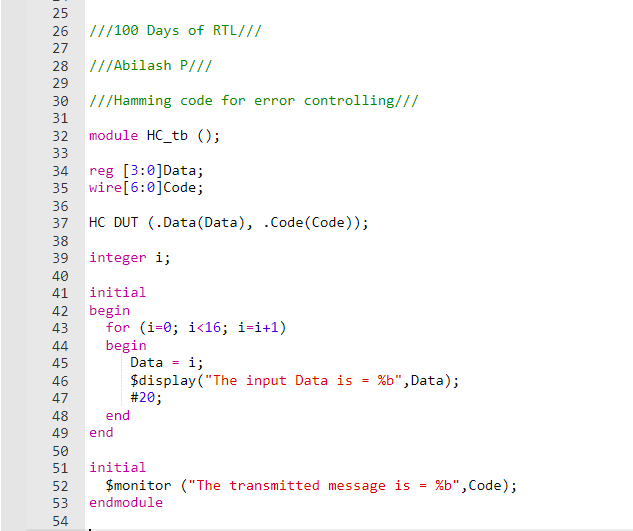 25
26 ///100 Days of RTL///
27
28 ///Abilash P///
29
30 ///Hamming code for error controlling///
31
32 module HC_tb ();
33
34 reg [3:0]Data;
35 wire[6:0]Code;
36
37 HC DUT (.Data(Data), .Code(Code));
38
39 integer i;
40
41 initial
42 begin
43   for (i=0; i<16; i=i+1)
44   begin
45      Data = i;
46      $display("The input Data is = %b",Data);
47      #20;
48   end
49 end
50
51 initial
52   $monitor ("The transmitted message is = %b",Code);
53 endmodule
54